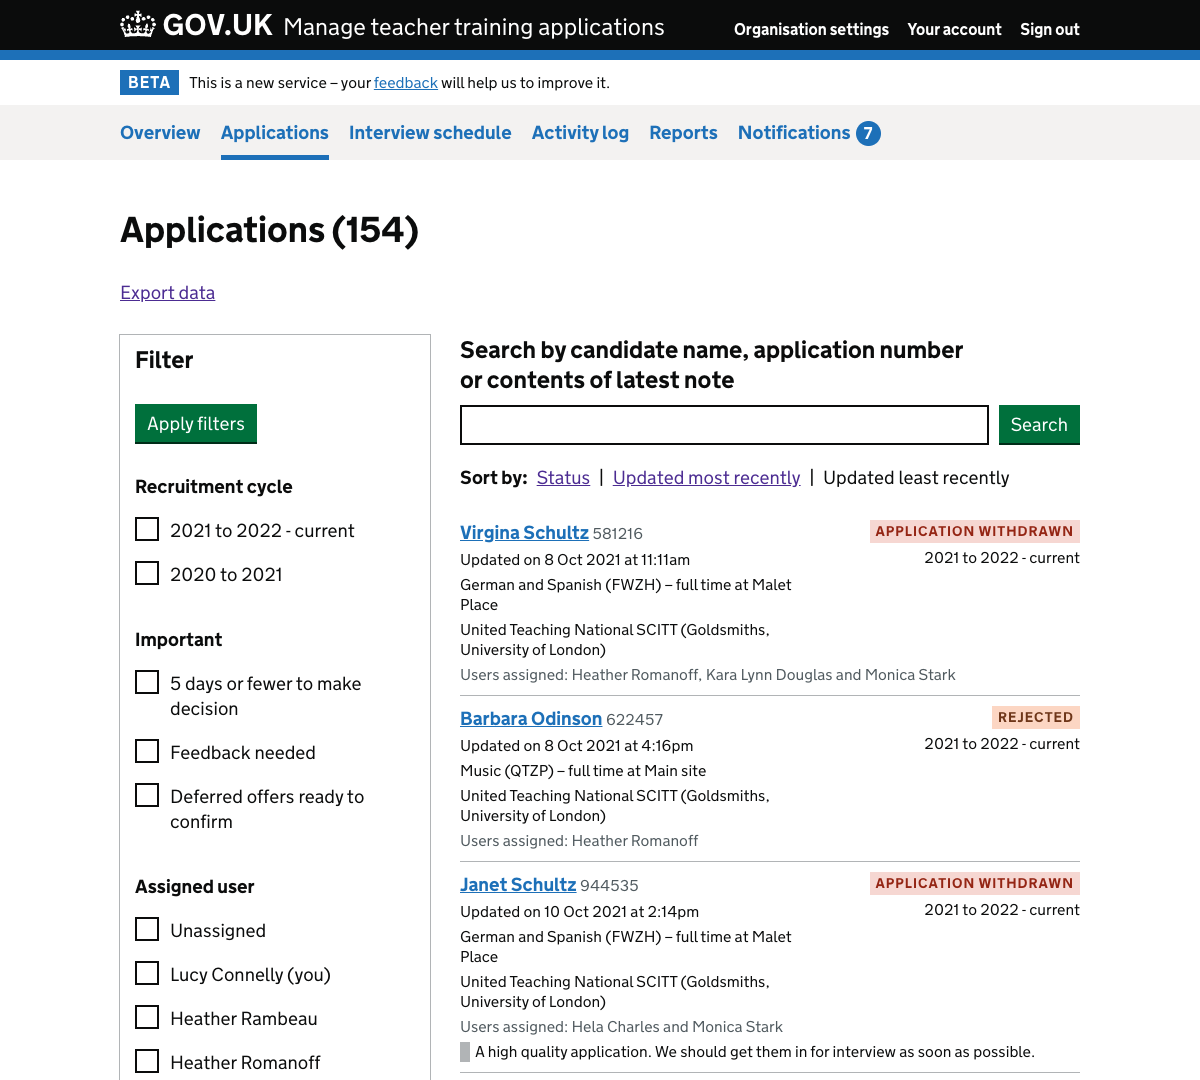 GOV.UK Manage teacher training applications
Organisation settings Your account Sign out
BETA This is a new service – your feedback will help us to improve it.
Overview Applications Interview schedule Activity log Reports Notifications 7
Applications (154)
Export data
Filter
Apply filters
Recruitment cycle
2021 to 2022 - current
2020 to 2021
Important
5 days or fewer to make
decision
Feedback needed
Deferred offers ready to
confirm
Assigned user
Unassigned
Lucy Connelly (you)
Heather Rambeau
Heather Romanoff
Search by candidate name, application number
or contents of latest note
Search
Sort by: Status | Updated most recently | Updated least recently
Virgina Schultz 581216
APPLICATION WITHDRAWN
Updated on 8 Oct 2021 at 11:11am
2021 to 2022 - current
German and Spanish (FWZH) – full time at Malet
Place
United Teaching National SCITT (Goldsmiths,
University of London)
Users assigned: Heather Romanoff, Kara Lynn Douglas and Monica Stark
Barbara Odinson 622457
REJECTED
Updated on 8 Oct 2021 at 4:16pm
2021 to 2022 - current
Music (QTZP) – full time at Main site
United Teaching National SCITT (Goldsmiths,
University of London)
Users assigned: Heather Romanoff
Janet Schultz 944535
APPLICATION WITHDRAWN
Updated on 10 Oct 2021 at 2:14pm
2021 to 2022 - current
German and Spanish (FWZH) – full time at Malet
Place
United Teaching National SCITT (Goldsmiths,
University of London)
Users assigned: Hela Charles and Monica Stark
A high quality application. We should get them in for interview as soon as possible.